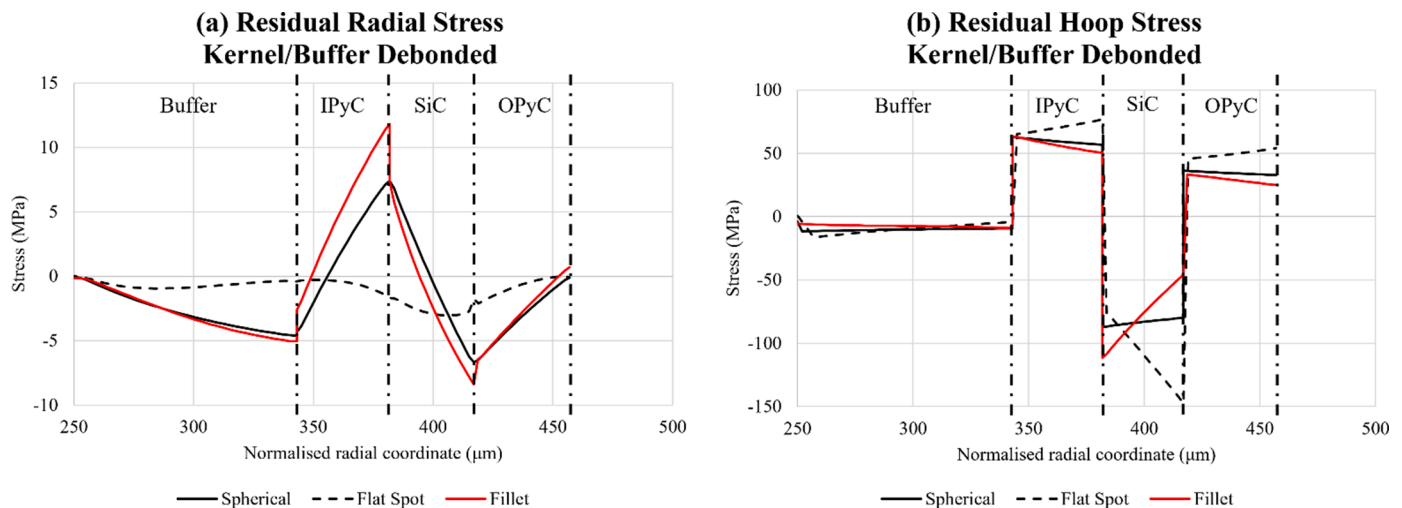 (a) Residual Radial Stress
Kernel/Buffer Debonded
15
10
5
0
-5
-10
Stress (MPa)
Buffer
IPyC
SiC
OPyC
250
300
350
400
450
500
Normalised radial coordinate (μm)
Spherical
Flat Spot
Fillet
(b) Residual Hoop Stress
Kernel/Buffer Debonded
100
50
0
-50
-100
-150
Stress (MPa)
Buffer
IPyC
SiC
OPyC
250
300
350
400
450
500
Normalised radial coordinate (μm)
Spherical
Flat Spot
Fillet